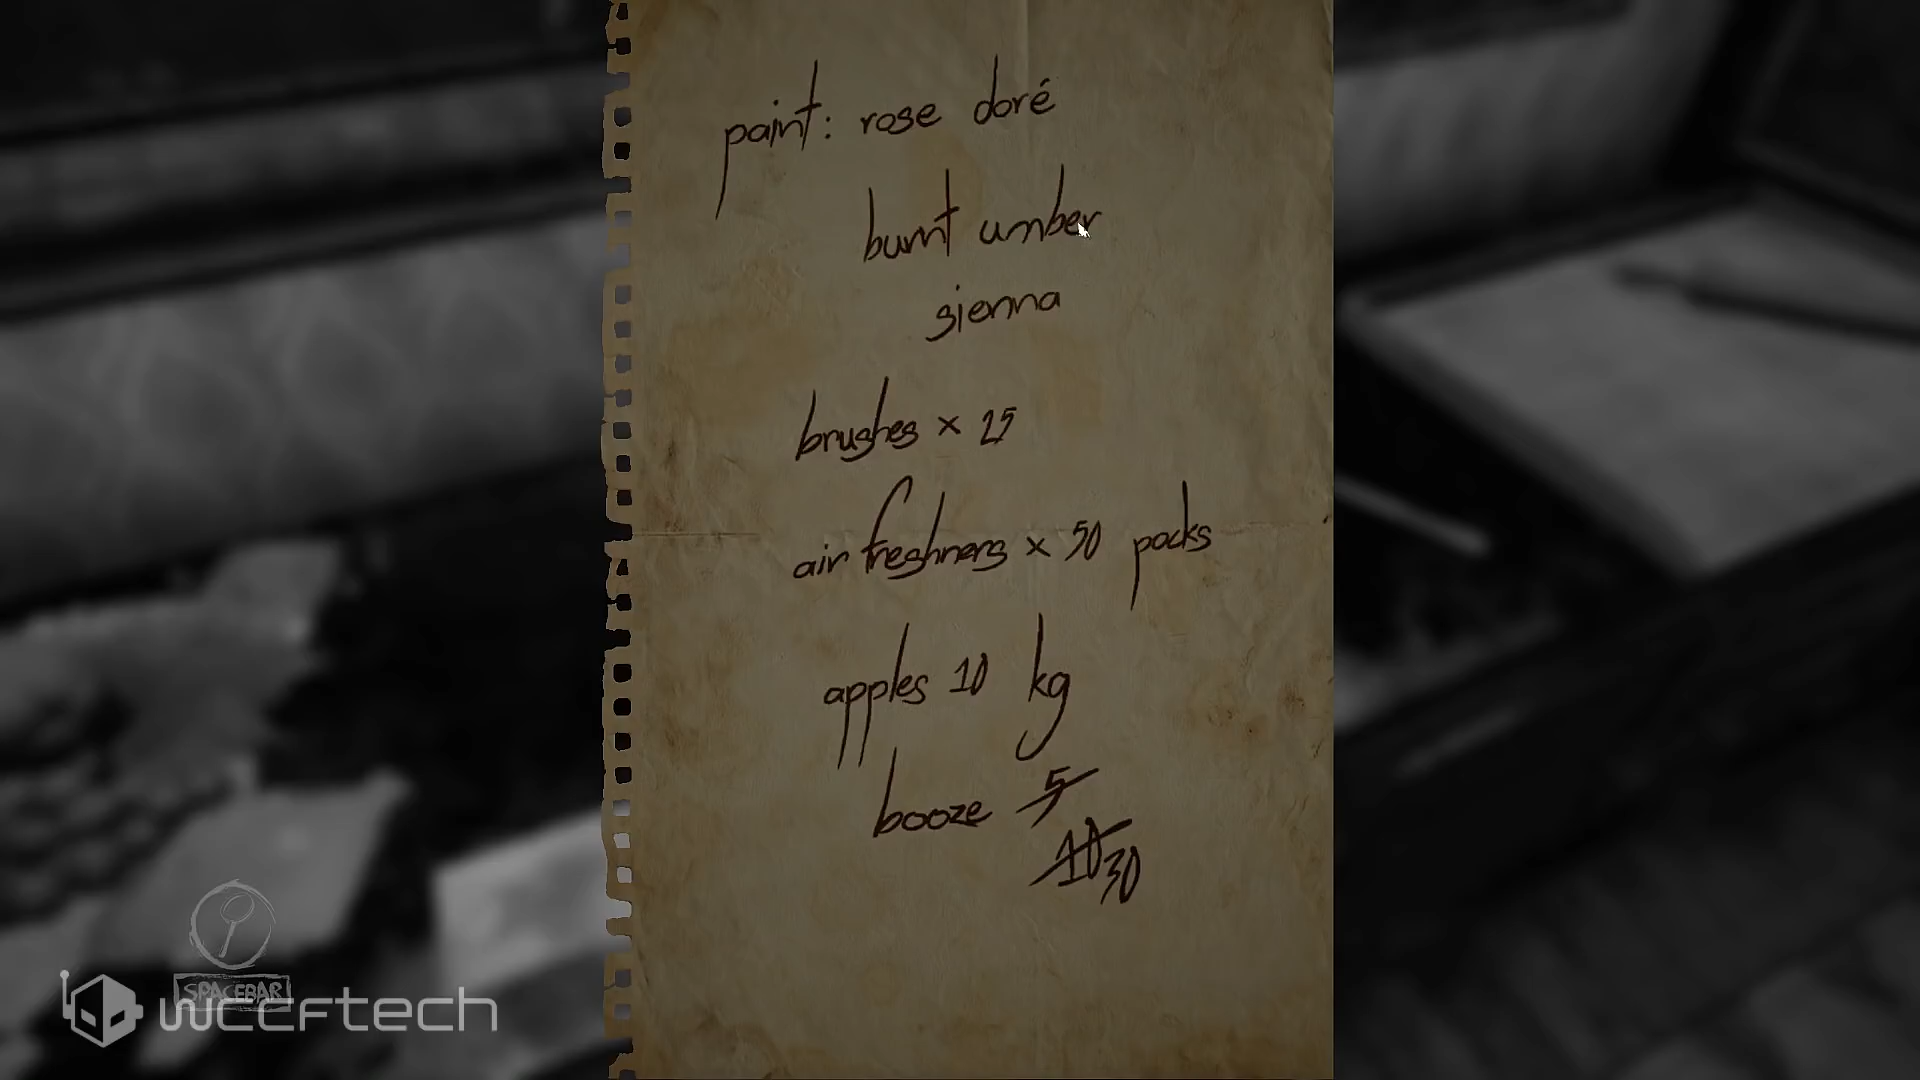 paint: rose doré
burnt umber
sienna
brushes × 25
air freshners × 50 packs
apples 10 kg
booze 5
10 30
SPACEBAR
wccftech